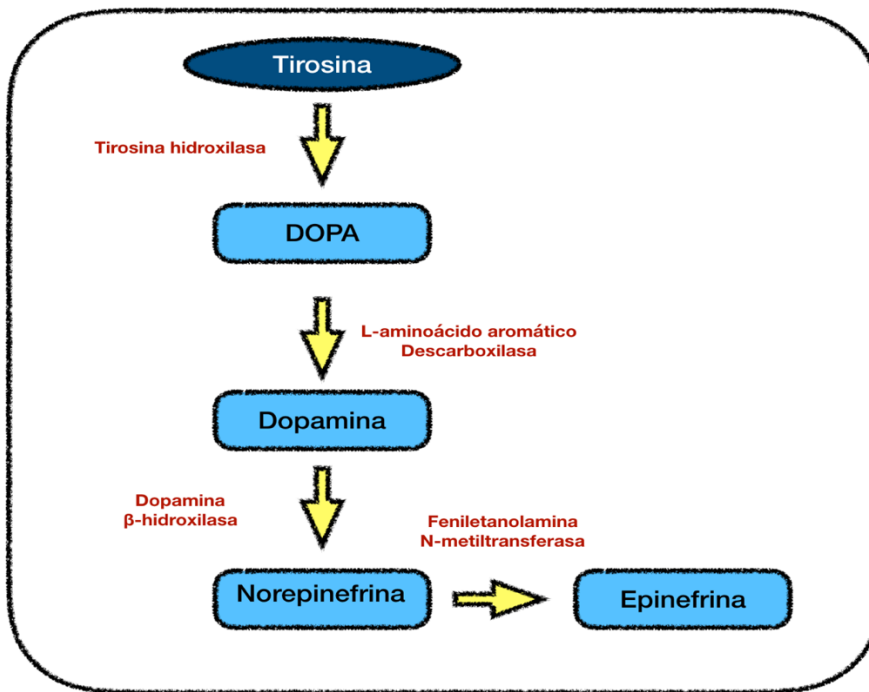 Tirosina
Tirosina hidroxilasa
DOPA
L-aminoácido aromático
Descarboxilasa
Dopamina
Dopamina
β-hidroxilasa
Feniletanolamina
N-metiltransferasa
Norepinefrina
Epinefrina